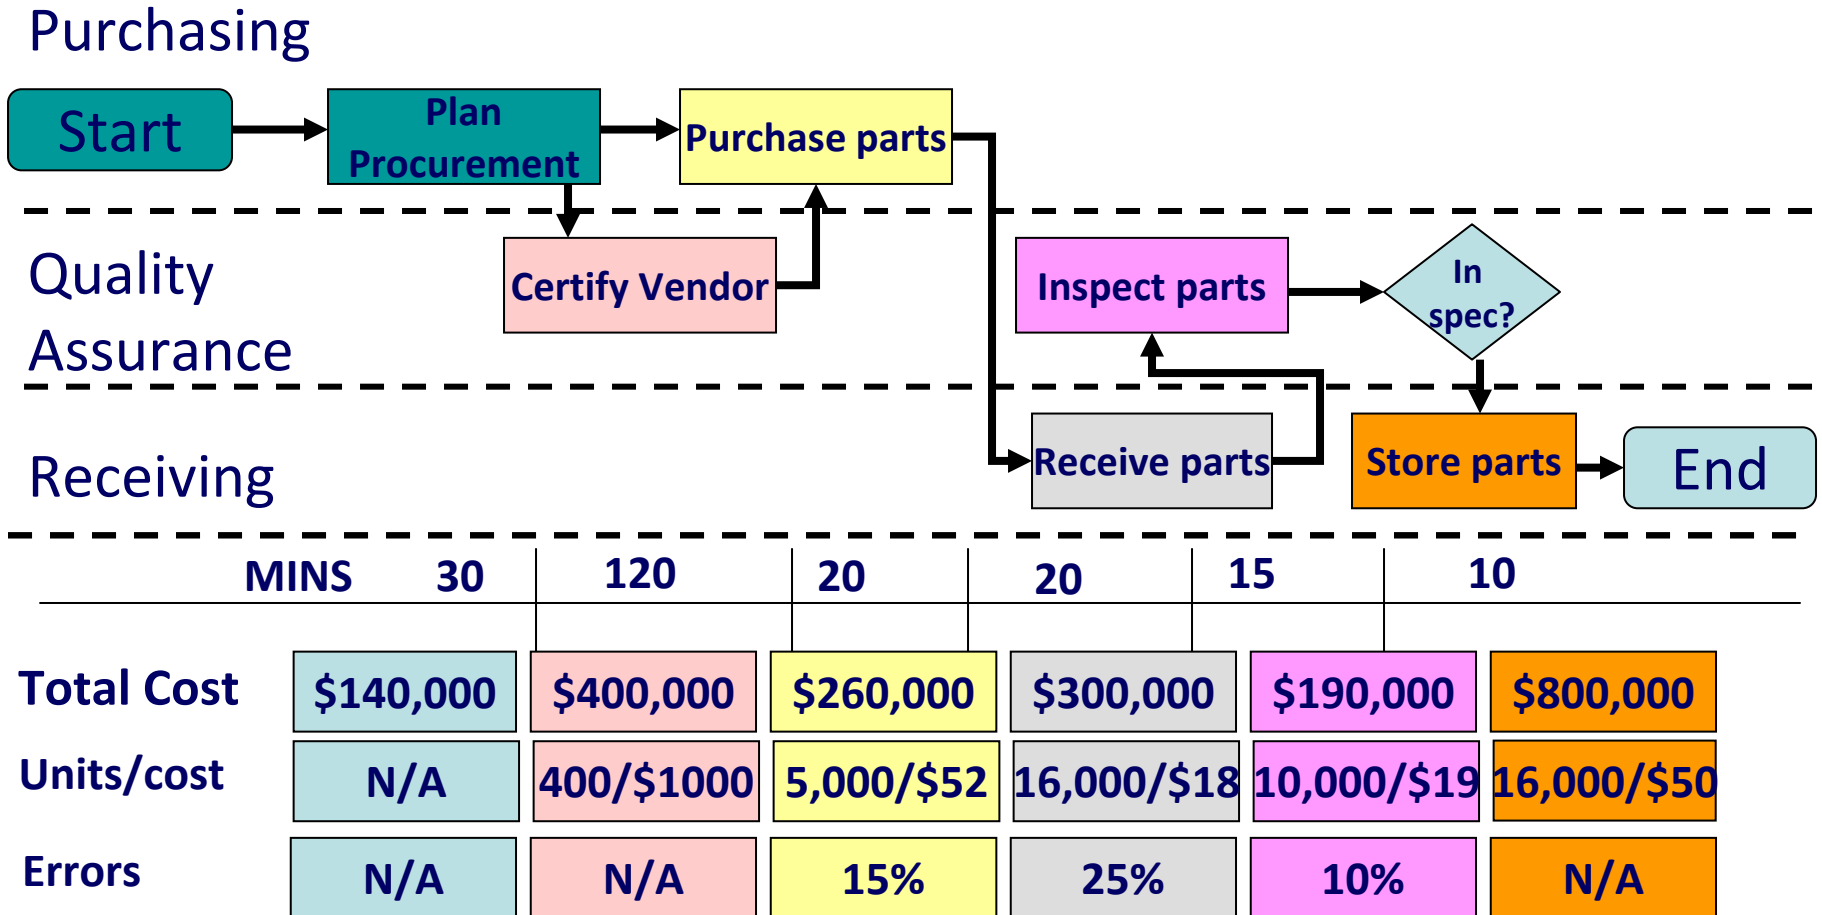 Purchasing
Start
Plan
Procurement
Purchase parts
Quality
Assurance
Certify Vendor
Inspect parts
In
spec?
Receiving
Receive parts
Store parts
End
MINS 30 120 20 20 15 10
Total Cost $140,000 $400,000 $260,000 $300,000 $190,000 $800,000
Units/cost N/A 400/$1000 5,000/$52 16,000/$18 10,000/$19 16,000/$50
Errors N/A N/A 15% 25% 10% N/A